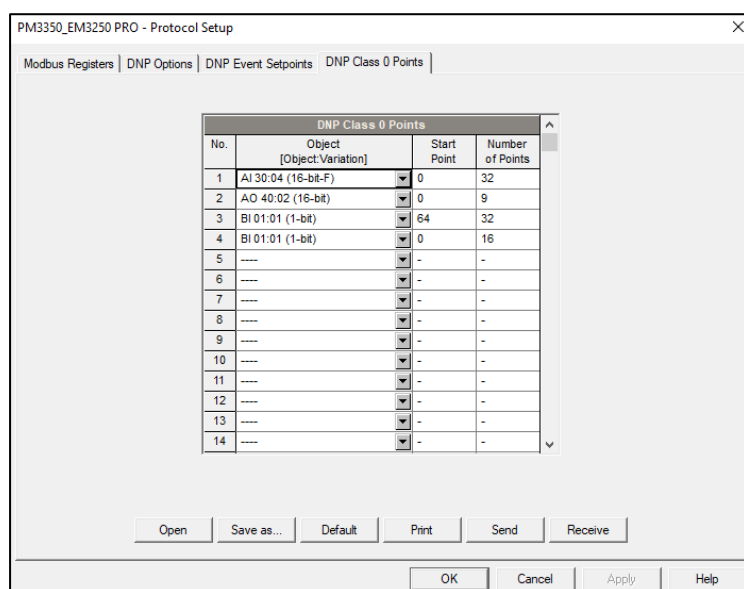 PM3350_EM3250 PRO - Protocol Setup
Modbus Registers DNP Options DNP Event Setpoints DNP Class 0 Points
DNP Class 0 Points
No. Object [Object:Variation] Start Point Number of Points
1 AI 30:04 (16-bit-F) 0 32
2 AO 40:02 (16-bit) 0 9
3 BI 01:01 (1-bit) 64 32
4 BI 01:01 (1-bit) 0 16
5 ---- - -
6 ---- - -
7 ---- - -
8 ---- - -
9 ---- - -
10 ---- - -
11 ---- - -
12 ---- - -
13 ---- - -
14 ---- - -
Open Save as... Default Print Send Receive
OK Cancel Apply Help